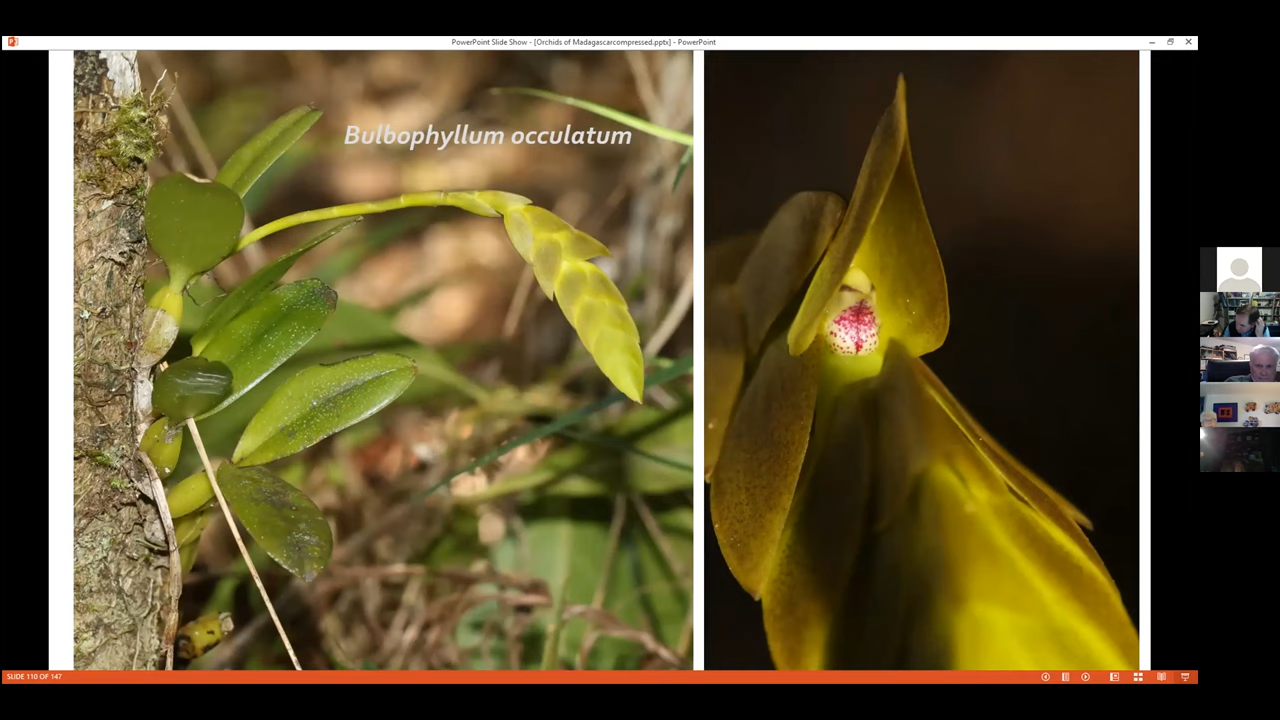 PowerPoint Slide Show - [Orchids of Madagascarcompressed.pptx] - PowerPoint
Bulbophyllum occulatum
SLIDE 110 OF 147